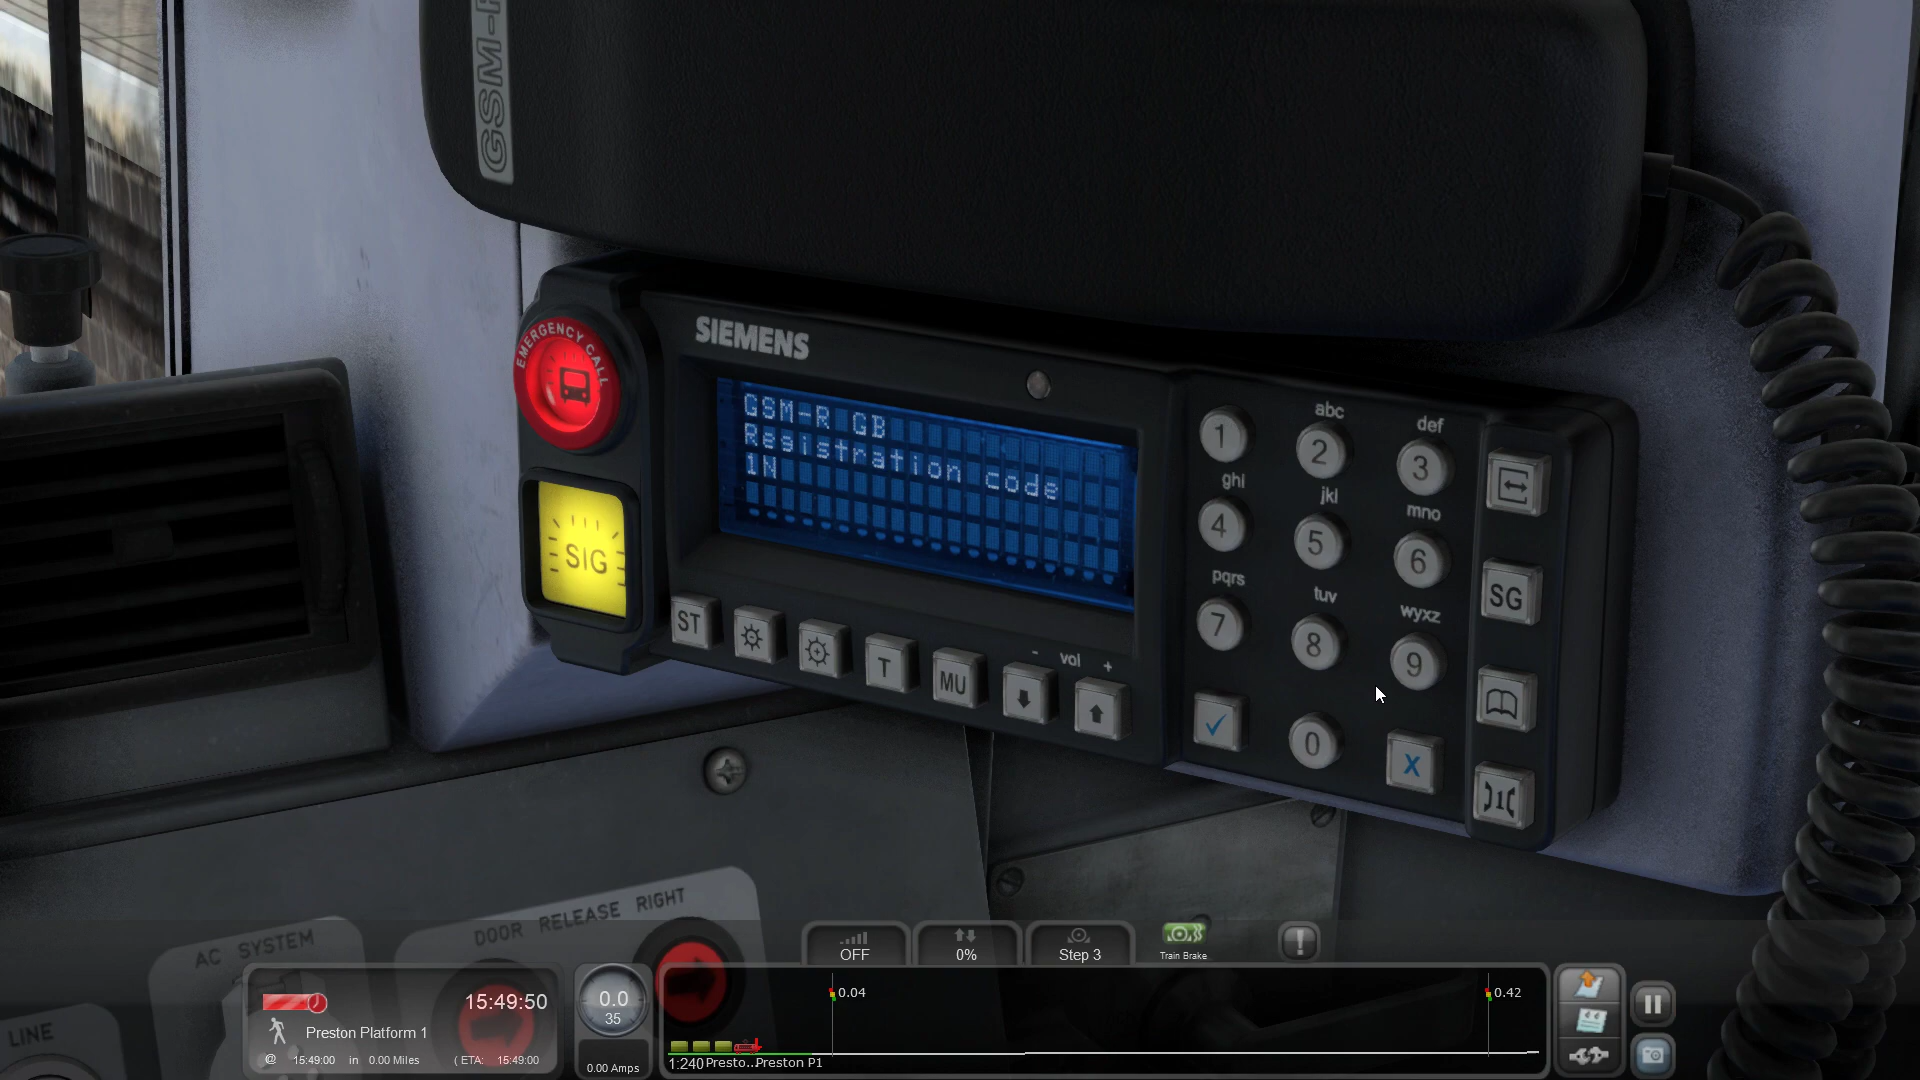 GSM-R
EMERGENCY CALL
SIEMENS
GSM-R GB
Registration code
1N
SIG
ST
T
MU
- vol +
1
abc
2
def
3
ghl
4
jkl
5
mno
6
pqrs
7
tuv
8
wyxz
9
✓
0
X
SG
1
DOOR RELEASE RIGHT
AC SYSTEM
LINE
OFF
0%
Step 3
Train Brake
!
15:49:50
Preston Platform 1
@ 15:49:00 in 0.00 Miles ( ETA: 15:49:00
0.0
35
0.00 Amps
0.04
0.42
1:240 Presto...Preston P1